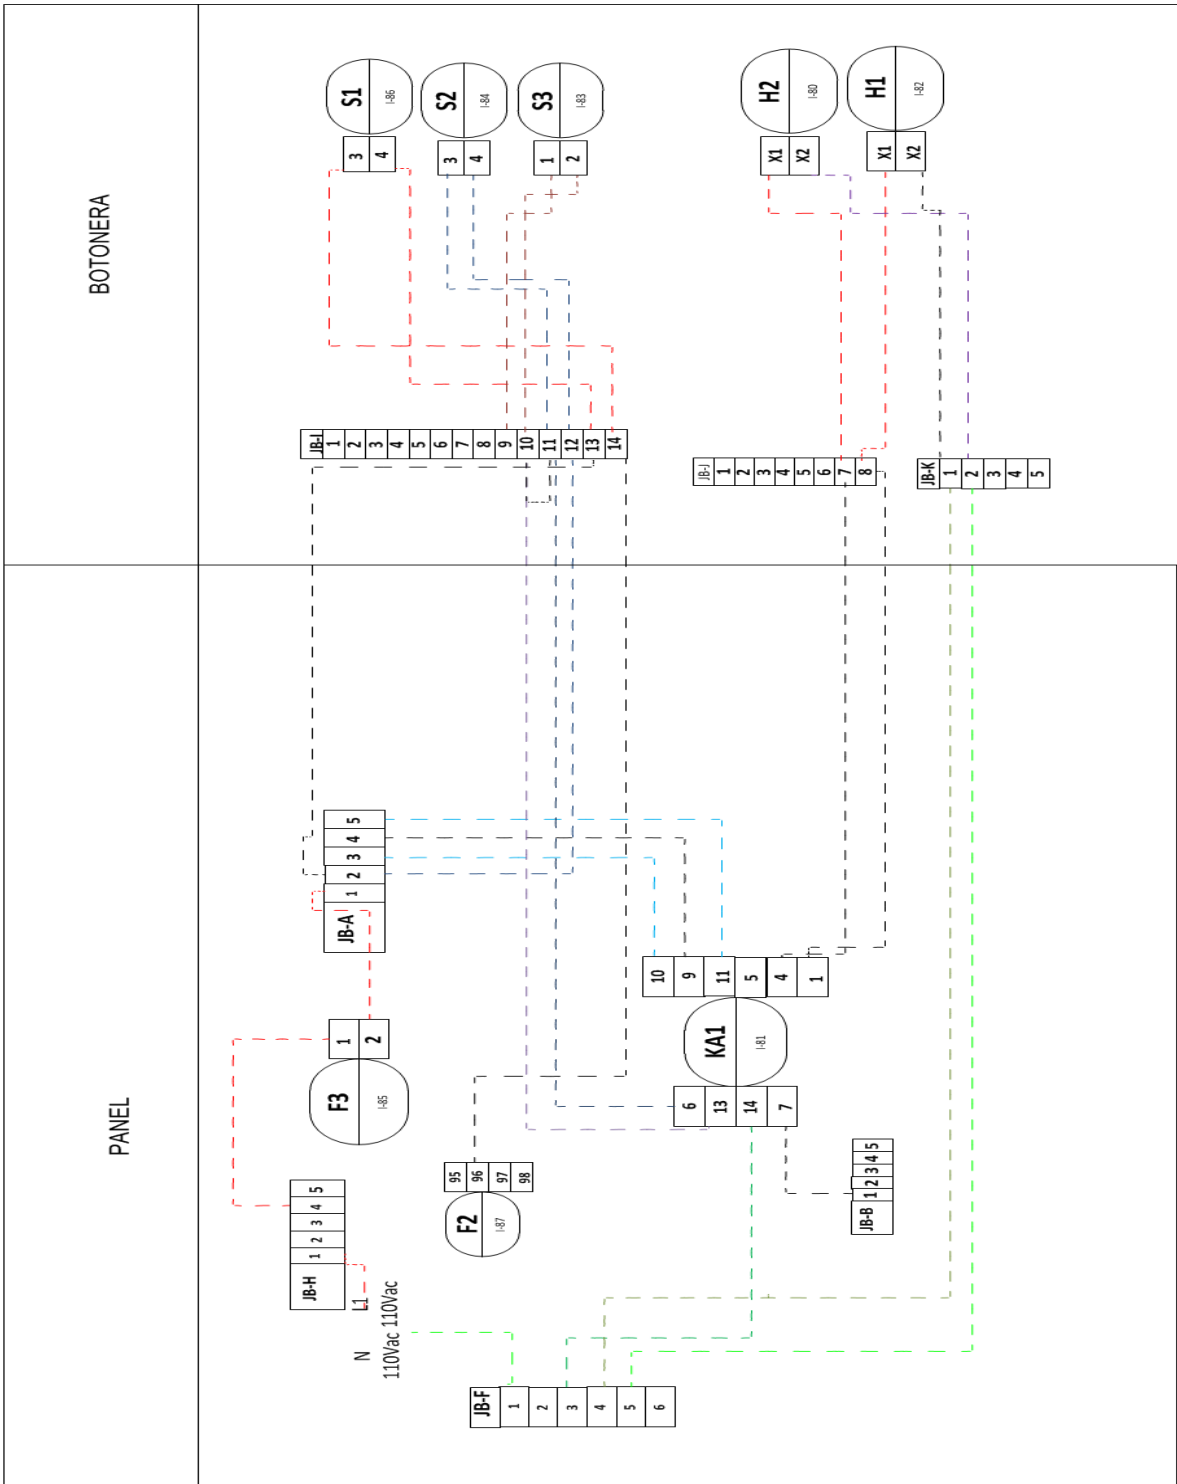 BOTONERA
S1
I-86
3
4
S2
I-84
3
4
S3
I-83
1
2
H2
I-80
X1
X2
H1
I-82
X1
X2
JB-I
1
2
3
4
5
6
7
8
9
10
11
12
13
14
JB-J
1
2
3
4
5
6
7
8
JB-K
1
2
3
4
5
PANEL
JB-A
1
2
3
4
5
F3
I-85
1
2
JB-H
1
2
3
4
5
L1
110Vac
N
110Vac
F2
I-87
95
96
97
98
KA1
I-81
10
9
11
5
4
1
6
13
14
7
JB-B
1
2
3
4
5
JB-F
1
2
3
4
5
6